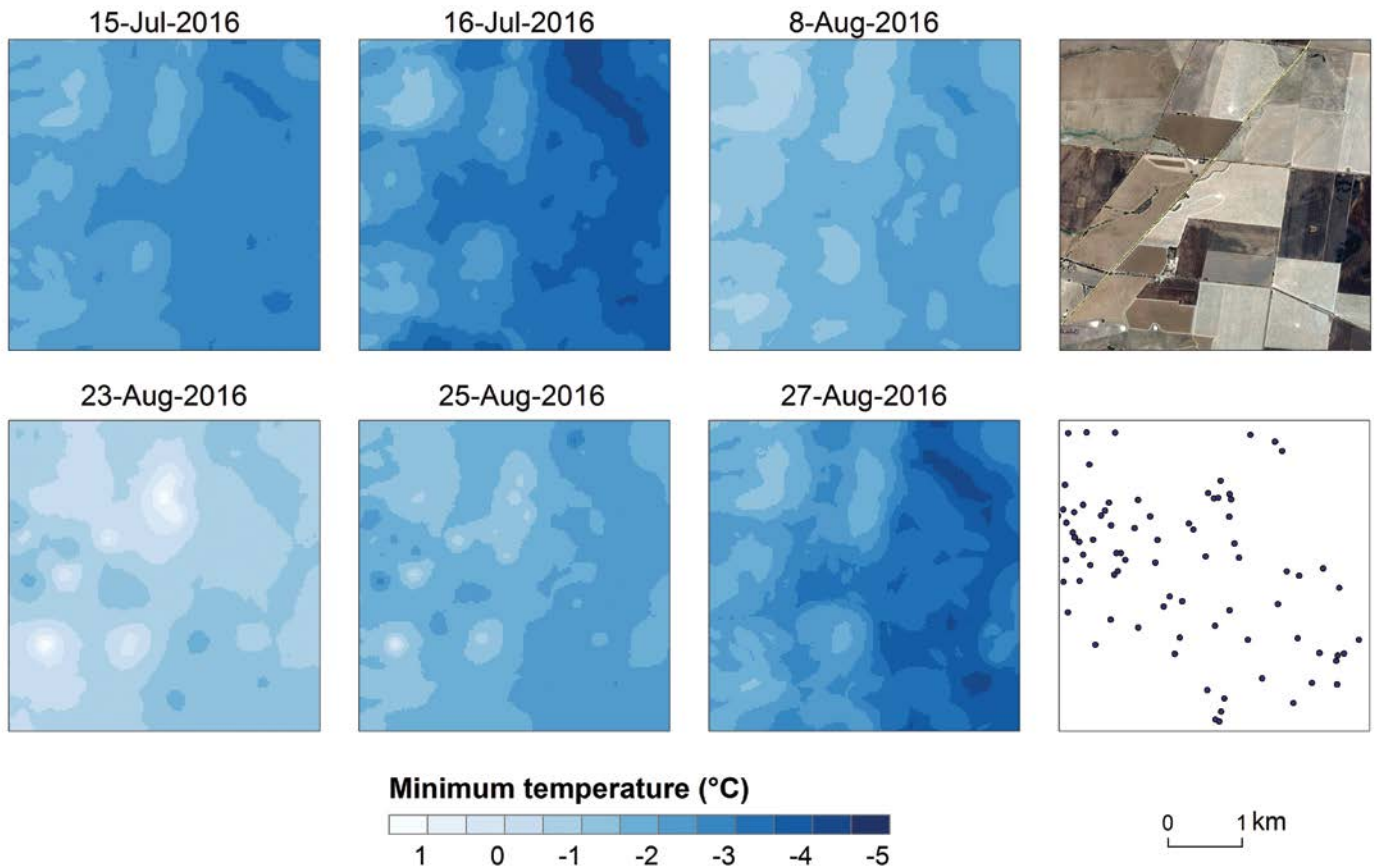 15-Jul-2016
16-Jul-2016
8-Aug-2016
23-Aug-2016
25-Aug-2016
27-Aug-2016
Minimum temperature (°C)
1 0 -1 -2 -3 -4 -5
0 1 km